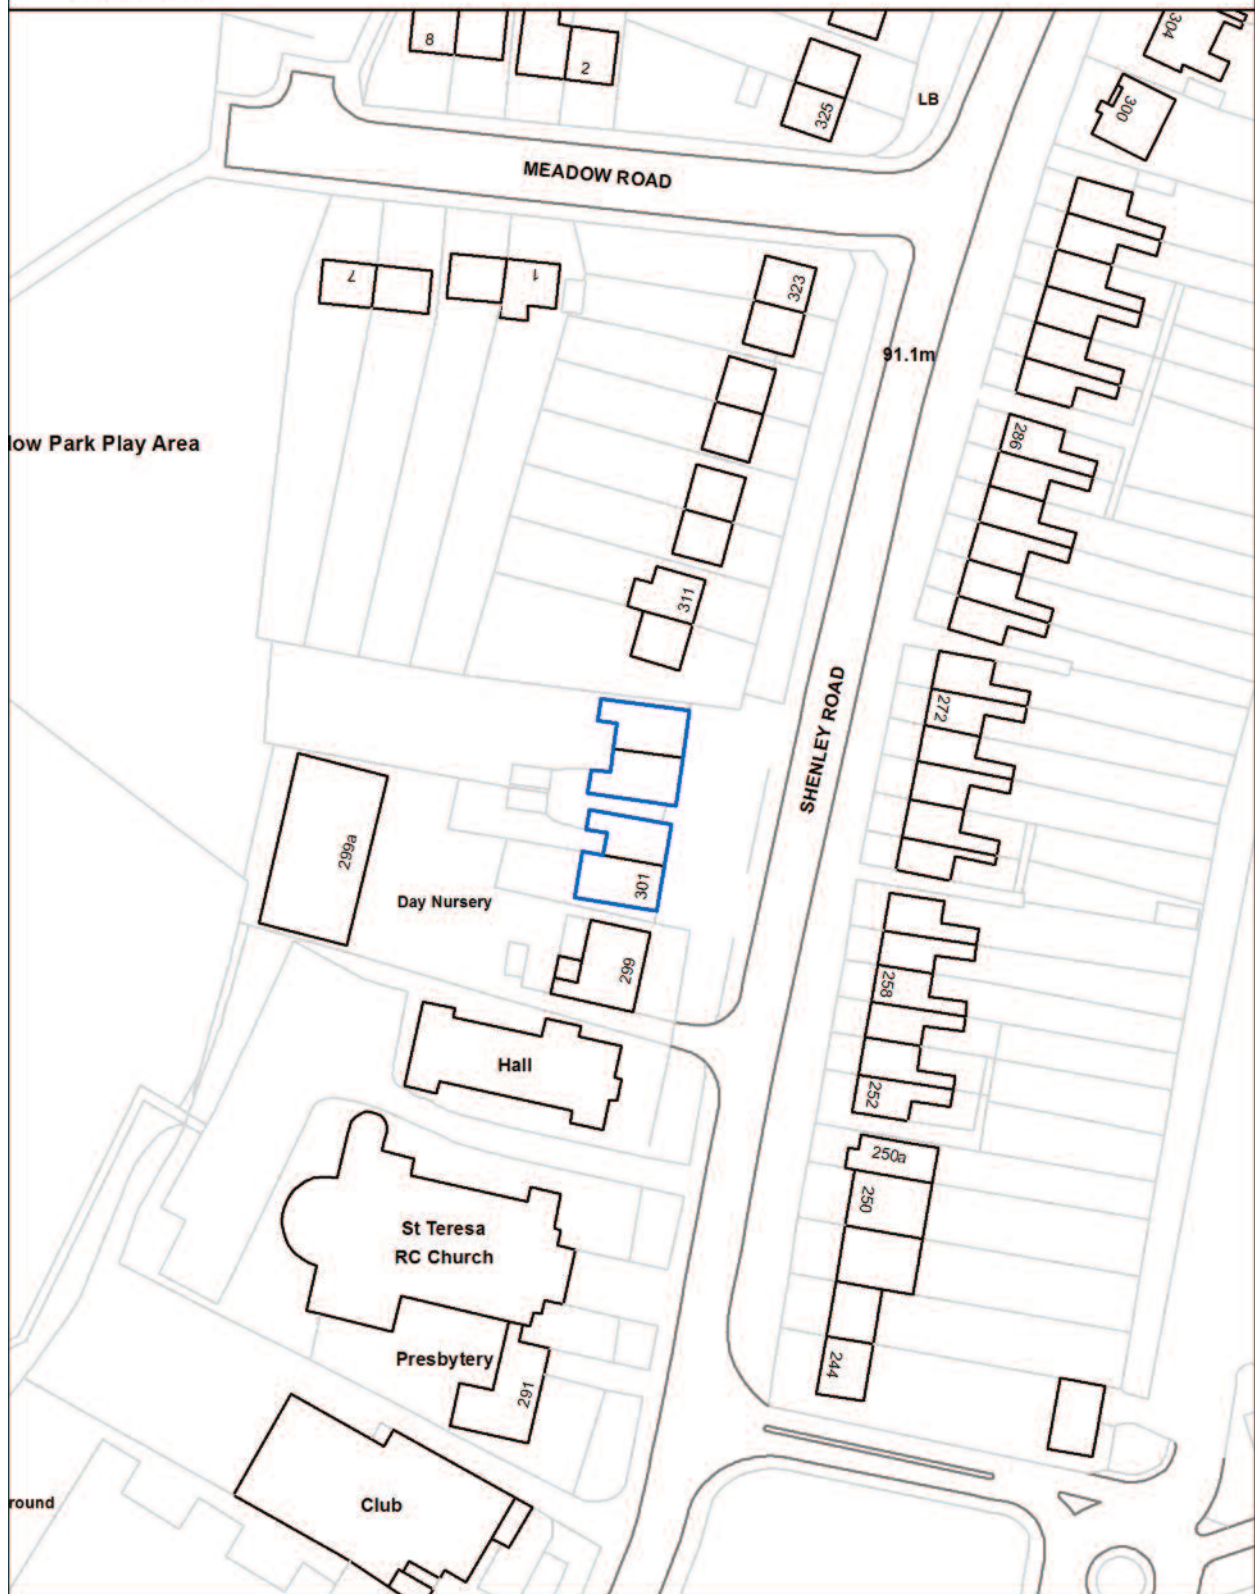 304
8
2
LB
325
300
MEADOW ROAD
7
1
323
91.1m
286
low Park Play Area
311
272
SHENLEY ROAD
299a
301
Day Nursery
299
258
Hall
252
250a
250
St Teresa
RC Church
Presbytery
244
291
round
Club